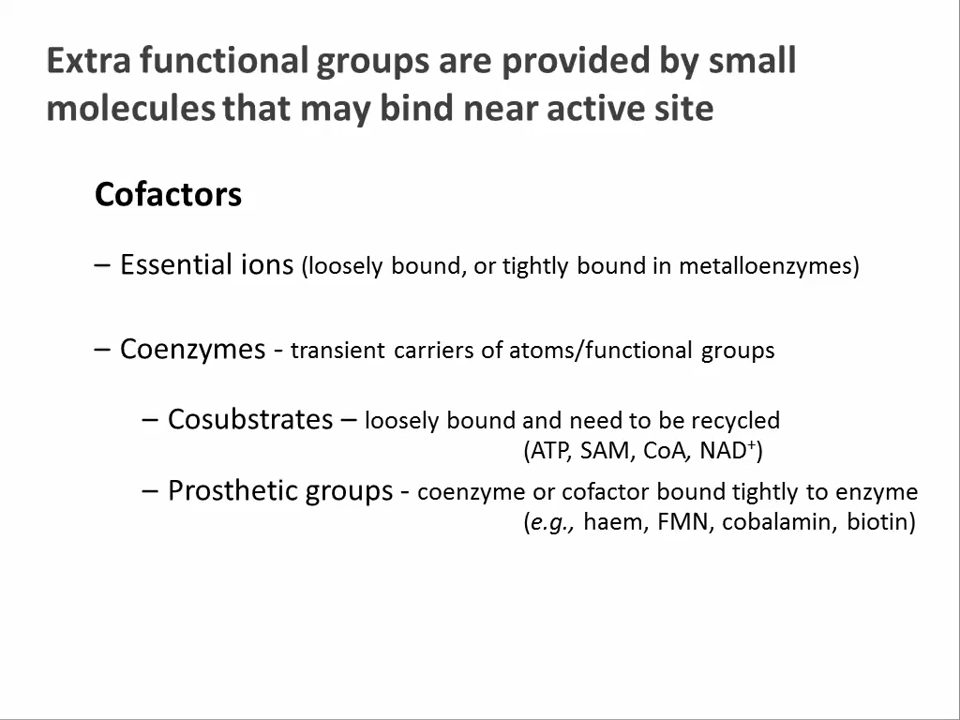 Extra functional groups are provided by small
molecules that may bind near active site
Cofactors
– Essential ions (loosely bound, or tightly bound in metalloenzymes)
– Coenzymes - transient carriers of atoms/functional groups
– Cosubstrates – loosely bound and need to be recycled
(ATP, SAM, CoA, NAD⁺)
– Prosthetic groups - coenzyme or cofactor bound tightly to enzyme
(e.g., haem, FMN, cobalamin, biotin)